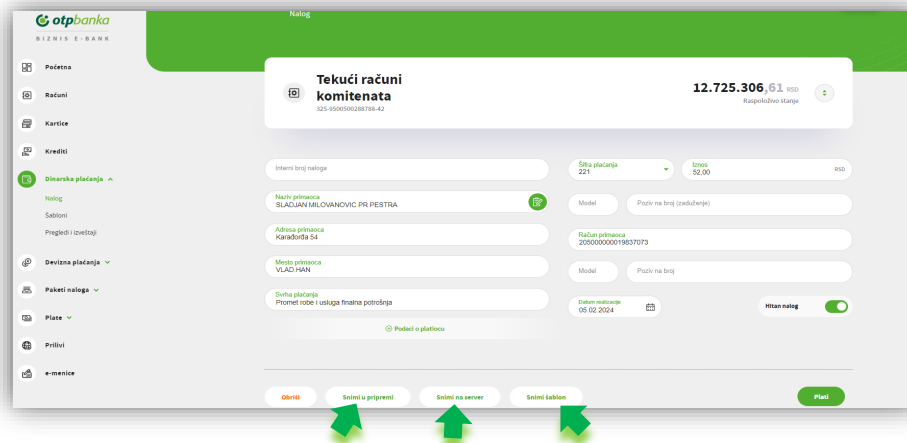 otpbanka
BIZNIS E-BANK
Nalog
Početna
Računi
Kartice
Krediti
Dinarska plaćanja
Nalog
Šabloni
Pregledi i izveštaji
Devizna plaćanja
Paketi naloga
Plate
Prilivi
e-menice
Tekući računi
komitenata
325-9500500288788-42
12.725.306,61 RSD
Raspoloživo stanje
Interni broj naloga
Naziv primaoca
SLADJAN MILOVANOVIC PR PESTRA
Adresa primaoca
Karađorđa 54
Mesto primaoca
VLAD.HAN
Svrha plaćanja
Promet robe i usluga finalna potrošnja
Podaci o platiocu
Šifra plaćanja
221
Iznos
52,00
RSD
Model
Poziv na broj (zaduženje)
Račun primaoca
205000000019837073
Model
Poziv na broj
Datum realizacije
05.02.2024
Hitan nalog
Obriši
Snimi u pripremi
Snimi na server
Snimi šablon
Plati